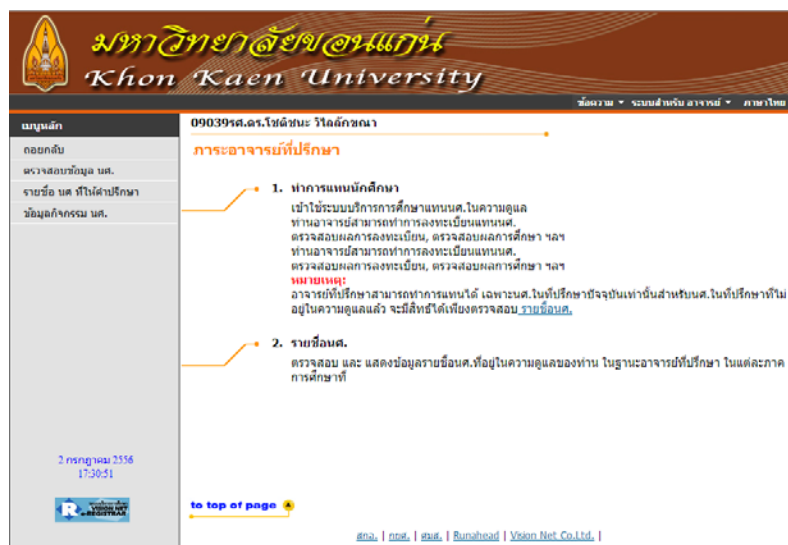 มหาวิทยาลัยขอนแก่น
Khon Kaen University
ข้อความ ระบบสำหรับ อาจารย์ ภาษาไทย
เมนูหลัก
ถอยกลับ
ตรวจสอบข้อมูล นศ.
รายชื่อ นศ ที่ให้คำปรึกษา
ข้อมูลกิจกรรม นศ.
2 กรกฎาคม 2556
17:30:51
VISION NET
e-REGISTRAR
09039รศ.ดร.โชติชนะ วิไลลักขณา
ภาระอาจารย์ที่ปรึกษา
1. ทำการแทนนักศึกษา
เข้าใช้ระบบบริการการศึกษาแทนนศ.ในความดูแล
ท่านอาจารย์สามารถทำการลงทะเบียนแทนนศ.
ตรวจสอบผลการลงทะเบียน, ตรวจสอบผลการศึกษา ฯลฯ
ท่านอาจารย์สามารถทำการลงทะเบียนแทนนศ.
ตรวจสอบผลการลงทะเบียน, ตรวจสอบผลการศึกษา ฯลฯ
หมายเหตุ:
อาจารย์ที่ปรึกษาสามารถทำการแทนได้ เฉพาะนศ.ในที่ปรึกษาปัจจุบันเท่านั้นสำหรับนศ.ในที่ปรึกษาที่ไม่
อยู่ในความดูแลแล้ว จะมีสิทธิ์ได้เพียงตรวจสอบ รายชื่อนศ.
2. รายชื่อนศ.
ตรวจสอบ และ แสดงข้อมูลรายชื่อนศ.ที่อยู่ในความดูแลของท่าน ในฐานะอาจารย์ที่ปรึกษา ในแต่ละภาค
การศึกษาที่
to top of page
สกอ. | กยศ. | สมศ. | Runahead | Vision Net Co.Ltd. |